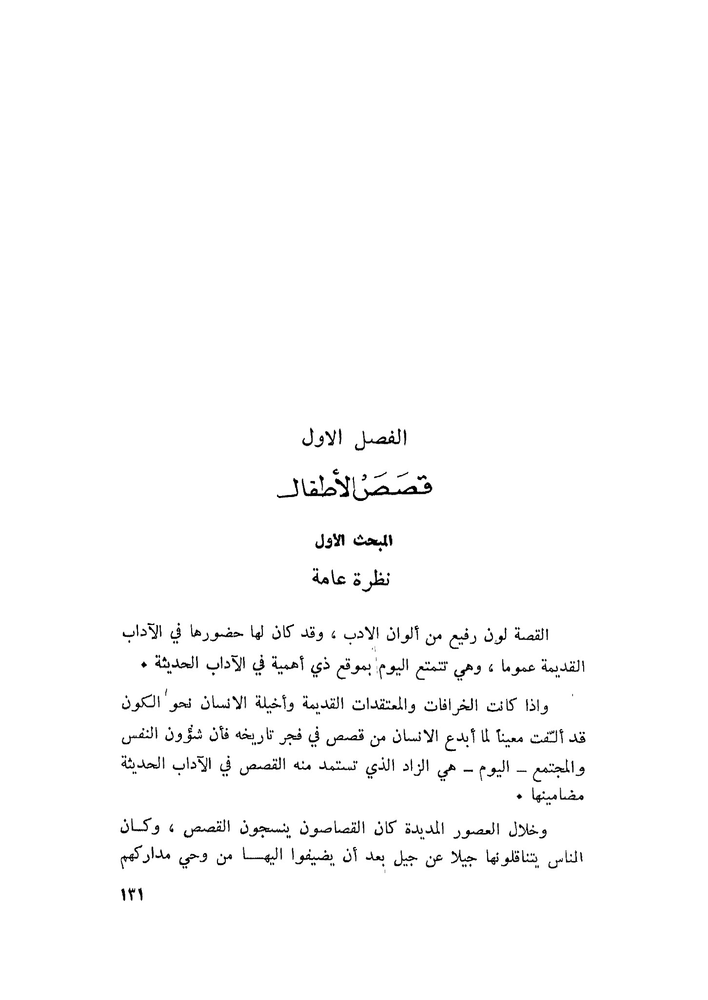 الفصل الاول
قصَصَُ الأطفال
المبحث الاول
نظرة عامة
القصة لون رفيع من ألوان الادب ، وقد كان لها حضورها في الآداب
القديمة عموما ، وهي تتمتع اليوم بموقع ذي أهمية في الآداب الحديثة .
واذا كانت الخرافات والمعتقدات القديمة وأخيلة الانسان نحو الكون
قد ألّفت معيناً لما أبدع الانسان من قصص في فجر تاريخه فأن شؤون النفس
والمجتمع – اليوم – هي الزاد الذي تستمد منه القصص في الآداب الحديثة
مضامينها .
وخلال العصور المديدة كان القصاصون ينسجون القصص ، وكان
الناس يتناقلونها جيلا عن جيل بعد أن يضيفوا اليها من وحي مداركهم
١٣١